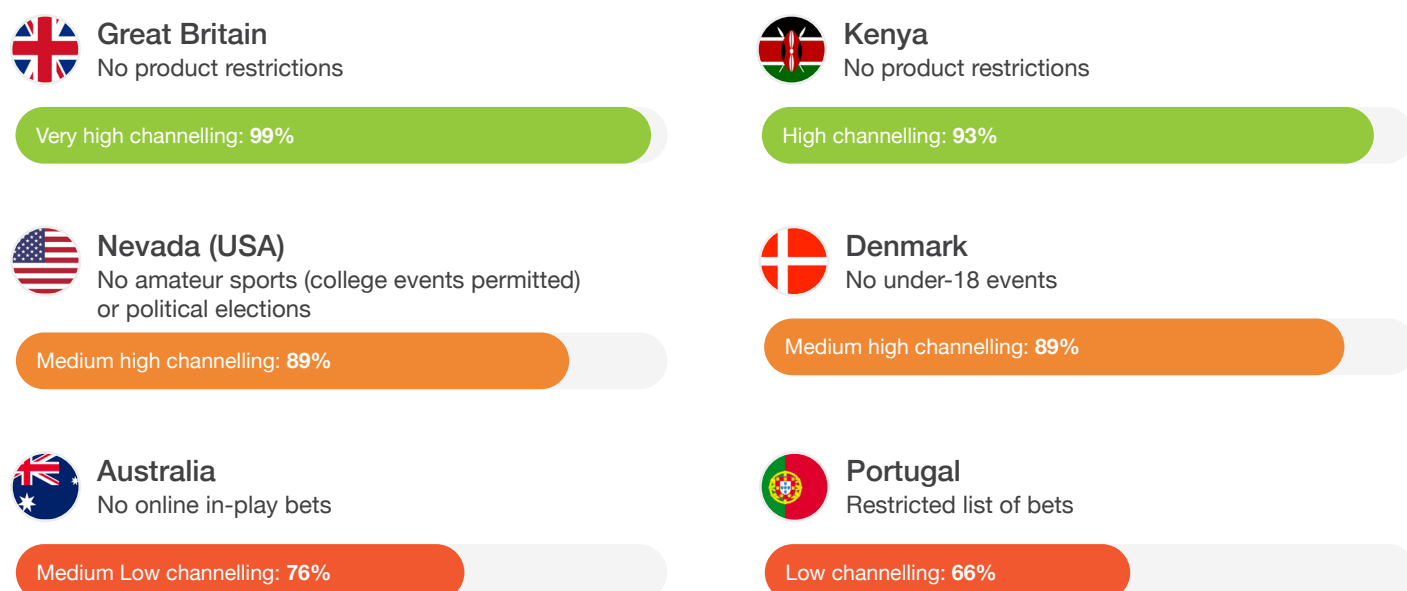 Great Britain
No product restrictions
Very high channelling: 99%
Kenya
No product restrictions
High channelling: 93%
Nevada (USA)
No amateur sports (college events permitted)
or political elections
Medium high channelling: 89%
Denmark
No under-18 events
Medium high channelling: 89%
Australia
No online in-play bets
Medium Low channelling: 76%
Portugal
Restricted list of bets
Low channelling: 66%